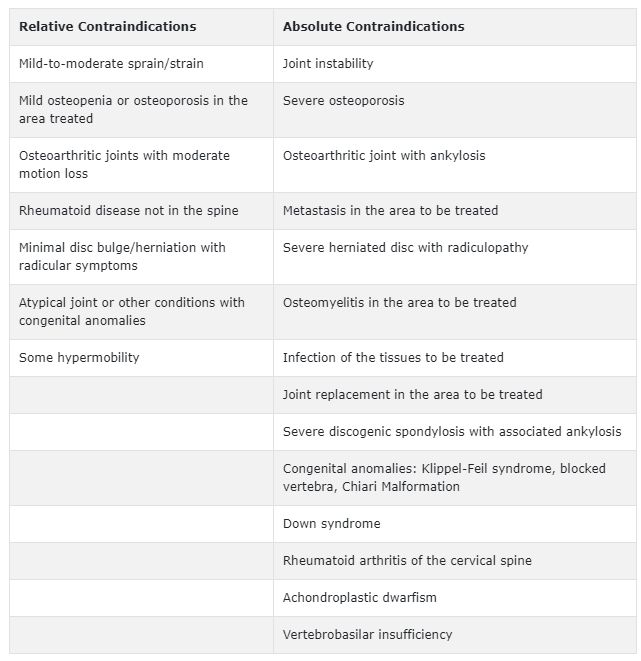 Relative Contraindications
Absolute Contraindications
Mild-to-moderate sprain/strain
Joint instability
Mild osteopenia or osteoporosis in the
area treated
Severe osteoporosis
Osteoarthritic joints with moderate
motion loss
Osteoarthritic joint with ankylosis
Rheumatoid disease not in the spine
Metastasis in the area to be treated
Minimal disc bulge/herniation with
radicular symptoms
Severe herniated disc with radiculopathy
Atypical joint or other conditions with
congenital anomalies
Osteomyelitis in the area to be treated
Some hypermobility
Infection of the tissues to be treated
Joint replacement in the area to be treated
Severe discogenic spondylosis with associated ankylosis
Congenital anomalies: Klippel-Feil syndrome, blocked
vertebra, Chiari Malformation
Down syndrome
Rheumatoid arthritis of the cervical spine
Achondroplastic dwarfism
Vertebrobasilar insufficiency